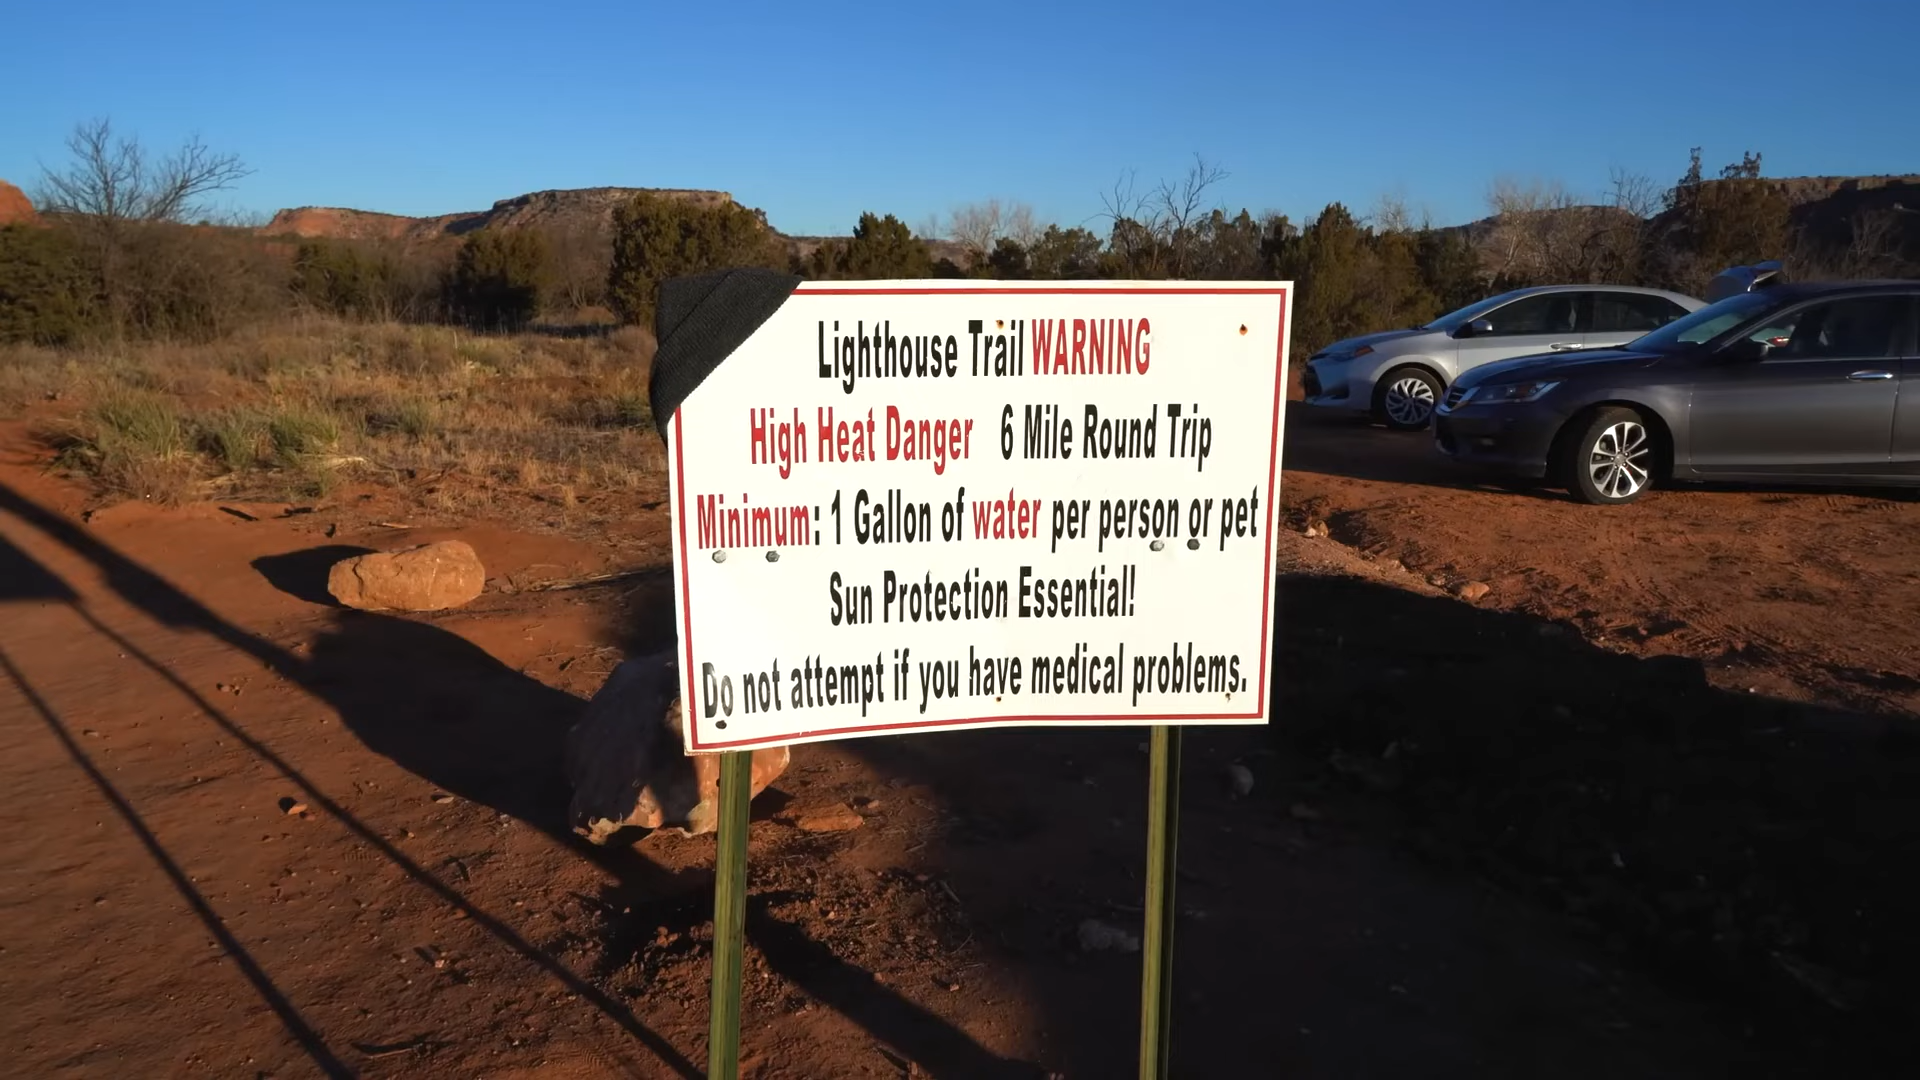 Lighthouse Trail WARNING
High Heat Danger 6 Mile Round Trip
Minimum: 1 Gallon of water per person or pet
Sun Protection Essential!
Do not attempt if you have medical problems.